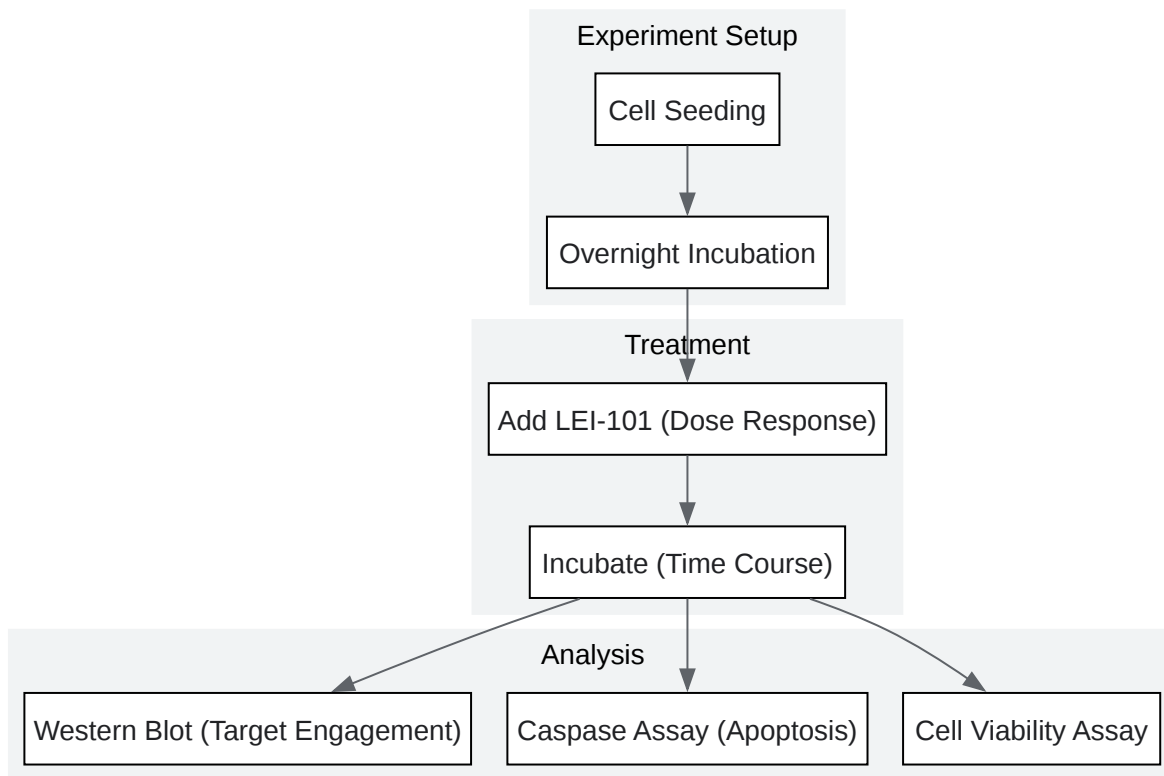 Experiment Setup
Cell Seeding
Overnight Incubation
Treatment
Add LEI-101 (Dose Response)
Incubate (Time Course)
Analysis
Western Blot (Target Engagement)
Caspase Assay (Apoptosis)
Cell Viability Assay